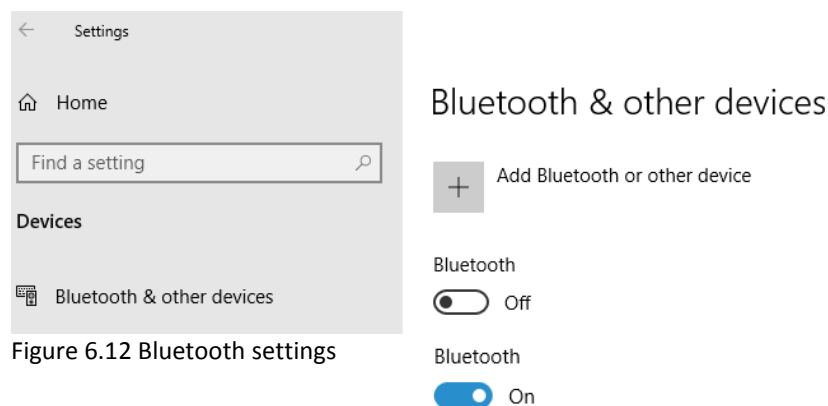 Settings
Home
Find a setting
Devices
Bluetooth & other devices
Figure 6.12 Bluetooth settings
Bluetooth & other devices
Add Bluetooth or other device
Bluetooth
Off
Bluetooth
On